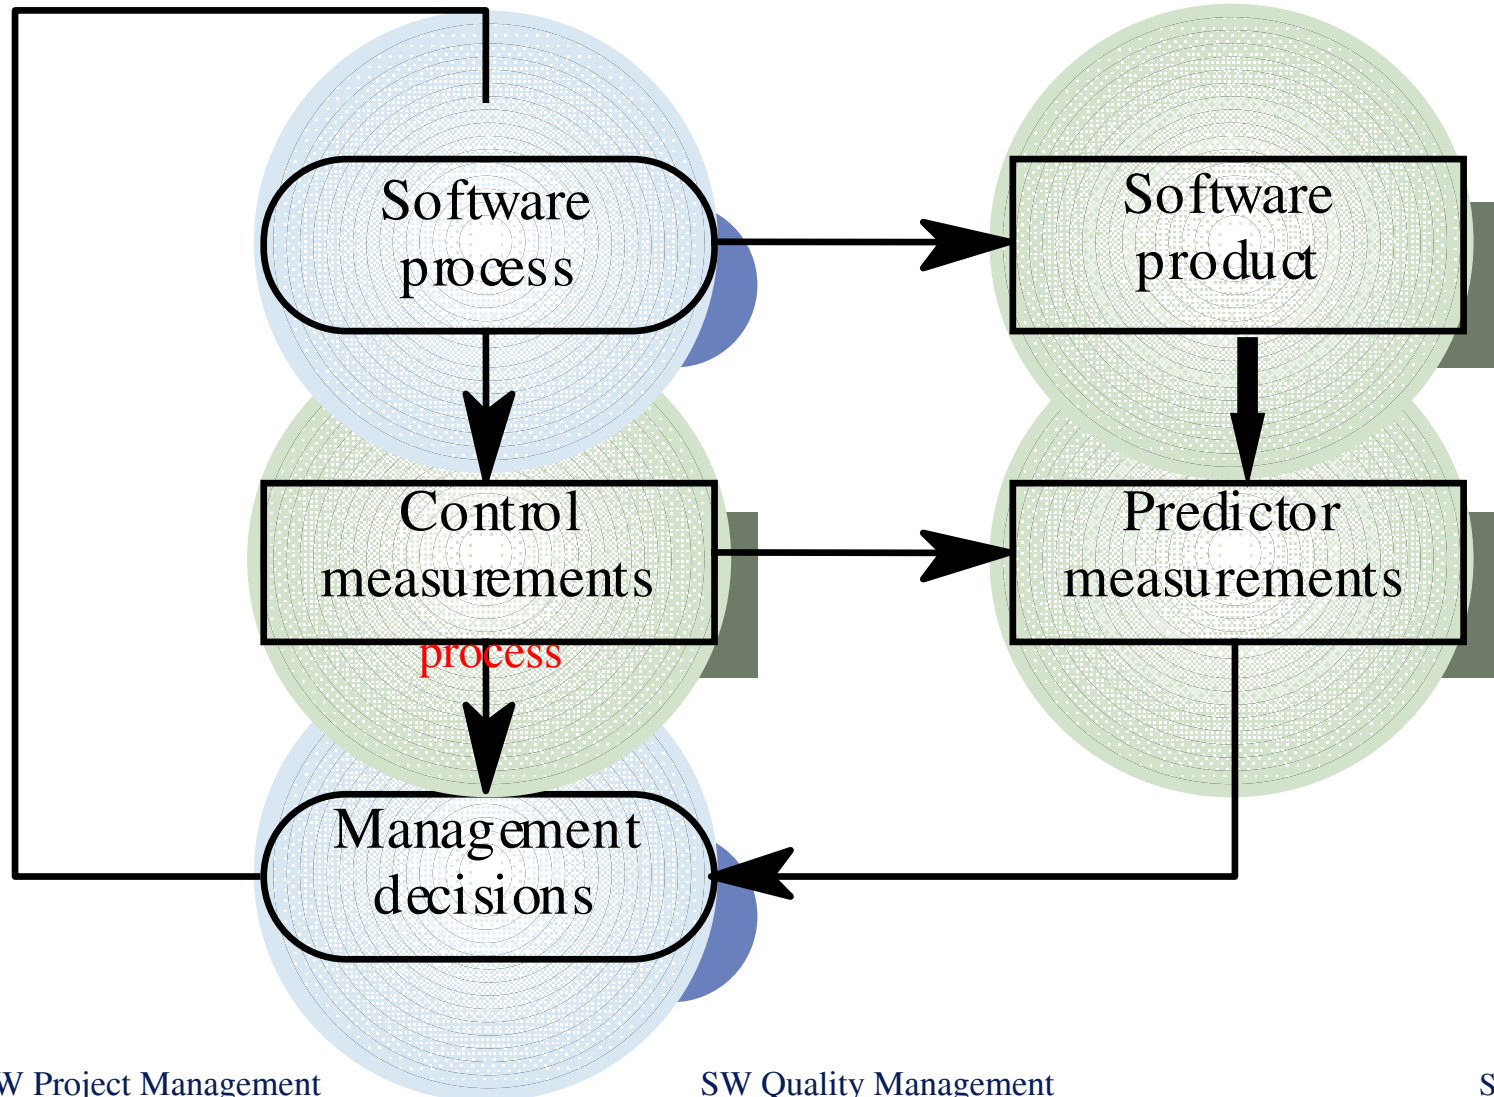 Software
process
Software
product
Control
measurements
process
Predictor
measurements
Management
decisions
W Project Management
SW Quality Management
S